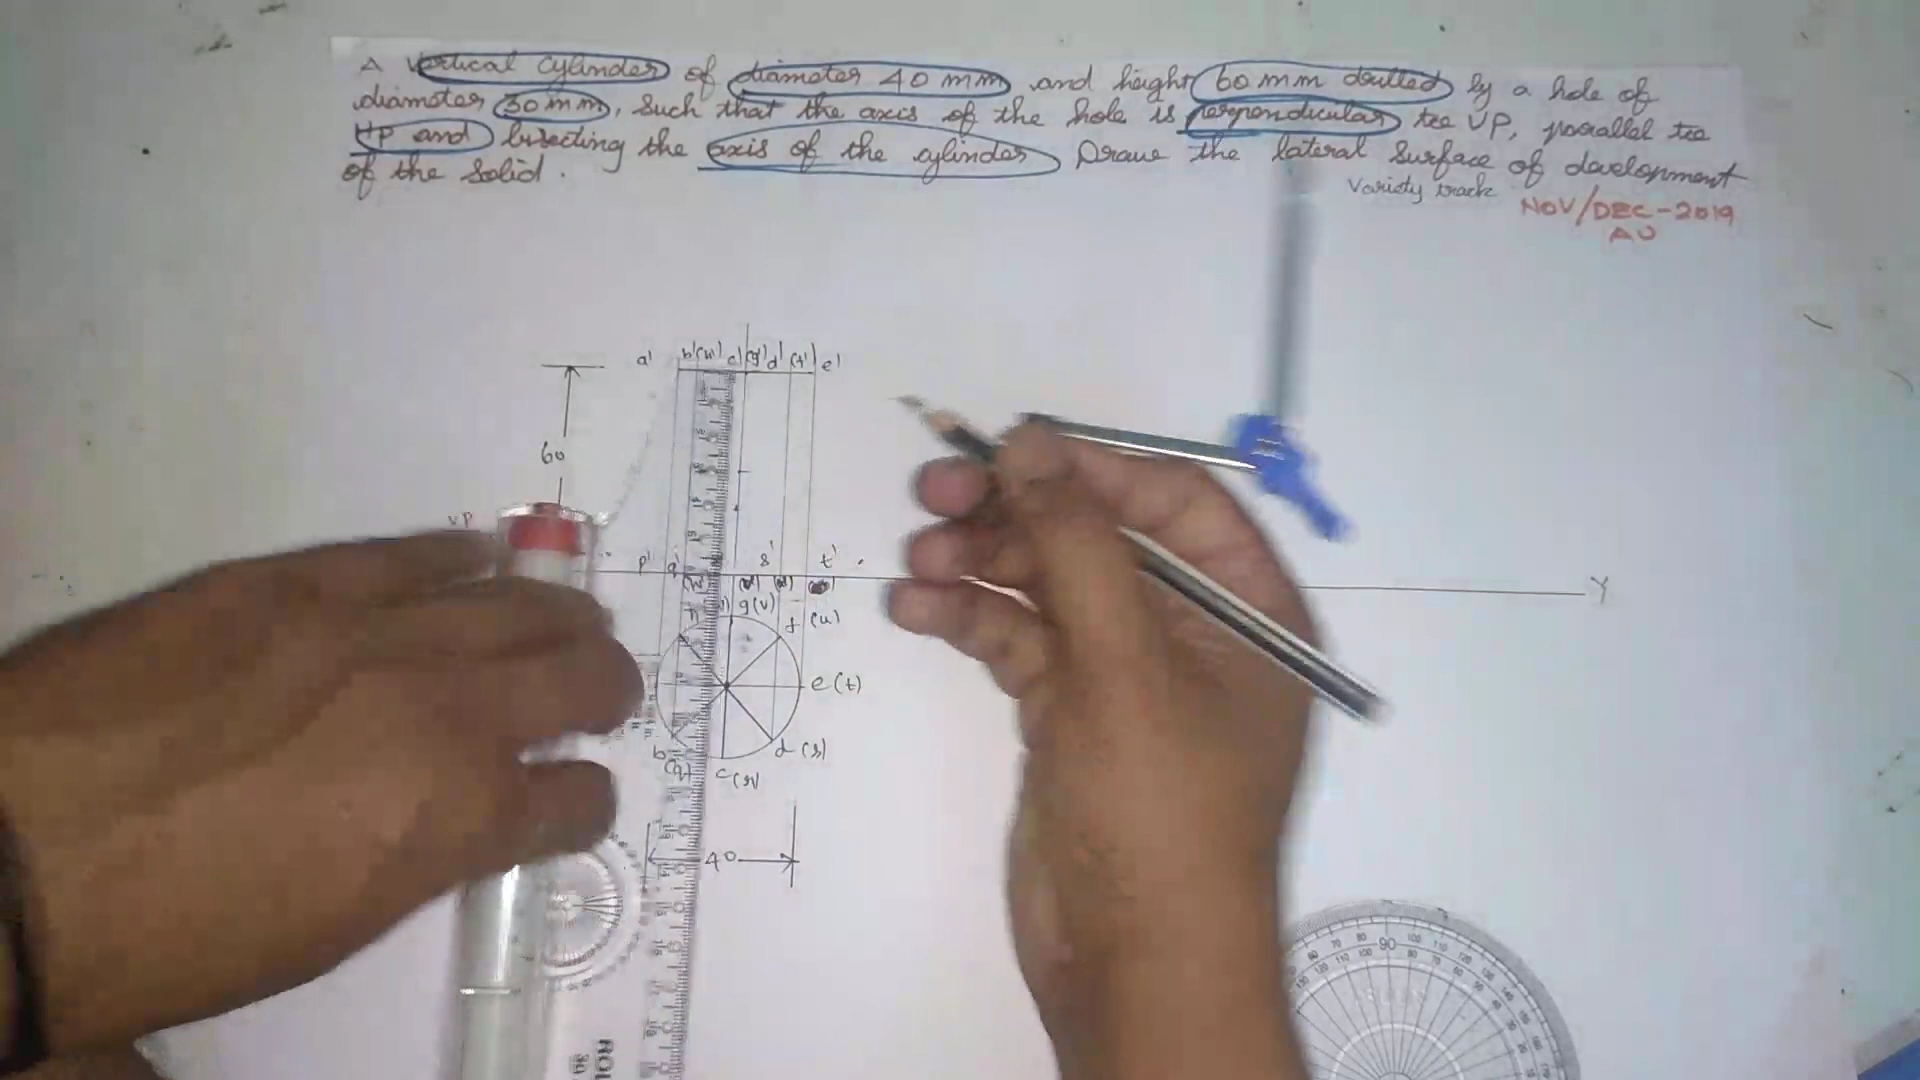 A vertical cylinder of diameter 40 mm and height 60 mm drilled by a hole of
diameter 30 mm, such that the axis of the hole is perpendicular to VP, parallel to
HP and bisecting the axis of the cylinder Draw the lateral surface of development
of the solid.
Variety track
NOV/DEC-2019
AU
a' b'(h') c' (g') d' (f') e'
60
VP
p' q' s' t'
Y
g(v)
f (u)
e (t)
b (q) d (s)
c (r)
40
90